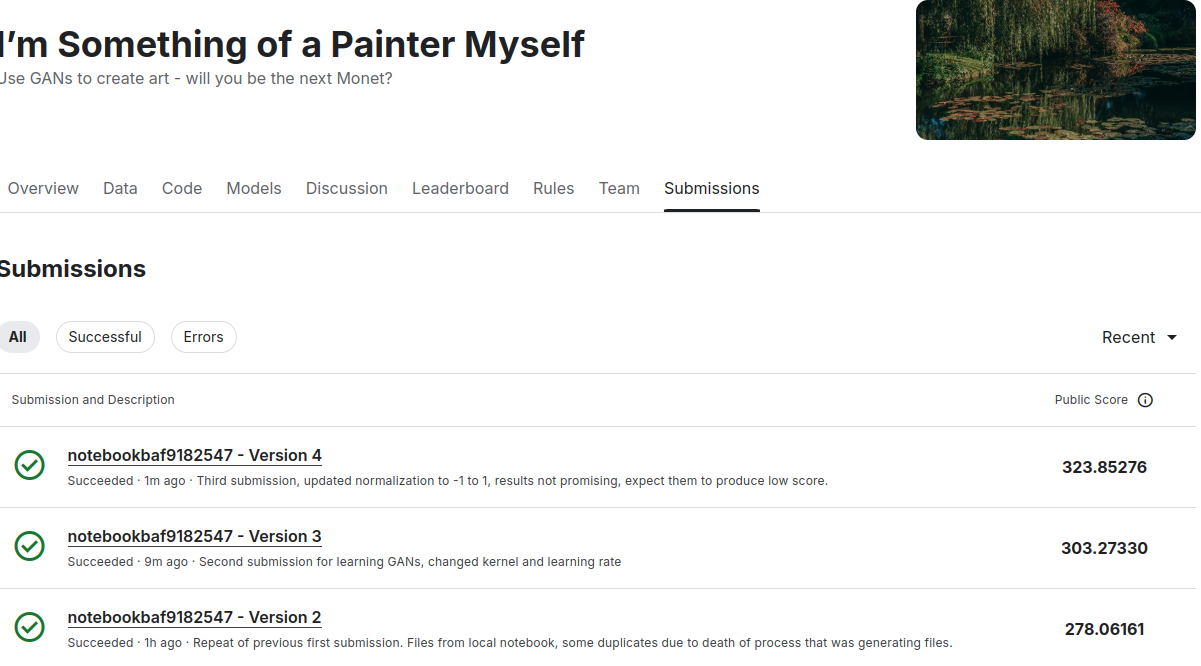 I'm Something of a Painter Myself
Use GANs to create art - will you be the next Monet?
Overview Data Code Models Discussion Leaderboard Rules Team Submissions
Submissions
All Successful Errors Recent
Submission and Description Public Score
notebookbaf9182547 - Version 4
323.85276
Succeeded · 1m ago · Third submission, updated normalization to -1 to 1, results not promising, expect them to produce low score.
notebookbaf9182547 - Version 3
303.27330
Succeeded · 9m ago · Second submission for learning GANs, changed kernel and learning rate
notebookbaf9182547 - Version 2
278.06161
Succeeded · 1h ago · Repeat of previous first submission. Files from local notebook, some duplicates due to death of process that was generating files.